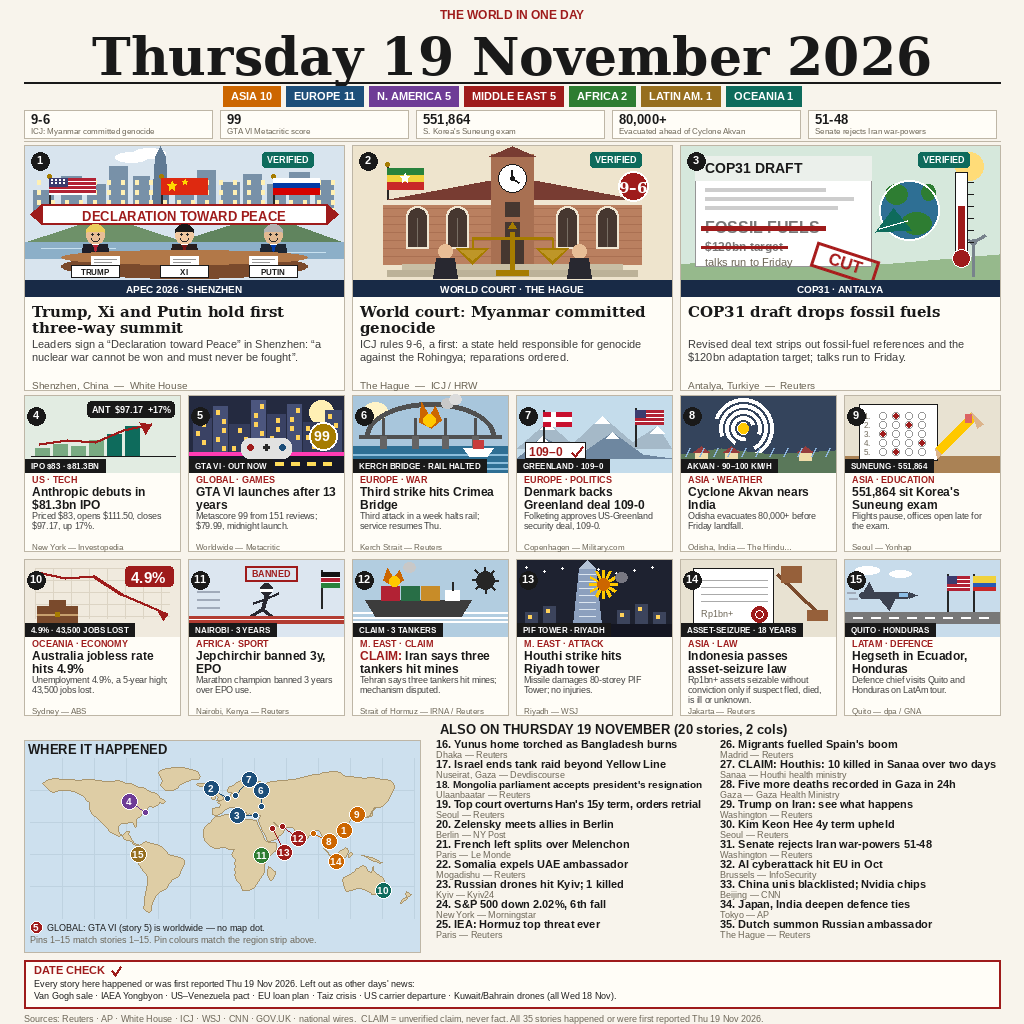 THE WORLD IN ONE DAY
Thursday 19 November 2026
ASIA 10
EUROPE 11
N. AMERICA 5
MIDDLE EAST 5
AFRICA 2
LATIN AM. 1
OCEANIA 1
9-6
ICJ: Myanmar committed genocide
99
GTA VI Metacritic score
551,864
S. Korea's Suneung exam
80,000+
Evacuated ahead of Cyclone Akvan
51-48
Senate rejects Iran war-powers
1
VERIFIED
DECLARATION TOWARD PEACE
TRUMP
XI
PUTIN
APEC 2026 · SHENZHEN
Trump, Xi and Putin hold first
three-way summit
Leaders sign a “Declaration toward Peace” in Shenzhen: “a
nuclear war cannot be won and must never be fought”.
Shenzhen, China — White House
2
VERIFIED
9-6
WORLD COURT · THE HAGUE
World court: Myanmar committed
genocide
ICJ rules 9-6, a first: a state held responsible for genocide
against the Rohingya; reparations ordered.
The Hague — ICJ / HRW
3
VERIFIED
COP31 DRAFT
FOSSIL FUELS
$120bn target
talks run to Friday
CUT
COP31 · ANTALYA
COP31 draft drops fossil fuels
Revised deal text strips out fossil-fuel references and the
$120bn adaptation target; talks run to Friday.
Antalya, Turkiye — Reuters
4
ANT $97.17 +17%
IPO $83 · $81.3BN
US · TECH
Anthropic debuts in
$81.3bn IPO
Priced $83, opens $111.50, closes
$97.17, up 17%.
New York — Investopedia
5
99
GTA VI · OUT NOW
GLOBAL · GAMES
GTA VI launches after 13
years
Metascore 99 from 151 reviews;
$79.99, midnight launch.
Worldwide — Metacritic
6
KERCH BRIDGE · RAIL HALTED
EUROPE · WAR
Third strike hits Crimea
Bridge
Third attack in a week halts rail;
service resumes Thu.
Kerch Strait — Reuters
7
109–0
GREENLAND · 109–0
EUROPE · POLITICS
Denmark backs
Greenland deal 109-0
Folketing approves US-Greenland
security deal, 109-0.
Copenhagen — Military.com
8
AKVAN · 90–100 KM/H
ASIA · WEATHER
Cyclone Akvan nears
India
Odisha evacuates 80,000+ before
Friday landfall.
Odisha, India — The Hindu...
9
1.
2.
3.
4.
5.
SUNEUNG · 551,864
ASIA · EDUCATION
551,864 sit Korea's
Suneung exam
Flights pause, offices open late for
the exam.
Seoul — Yonhap
10
4.9%
4.9% · 43,500 JOBS LOST
OCEANIA · ECONOMY
Australia jobless rate
hits 4.9%
Unemployment 4.9%, a 5-year high;
43,500 jobs lost.
Sydney — ABS
11
BANNED
NAIROBI · 3 YEARS
AFRICA · SPORT
Jepchirchir banned 3y,
EPO
Marathon champion banned 3 years
over EPO use.
Nairobi, Kenya — Reuters
12
CLAIM · 3 TANKERS
M. EAST · CLAIM
CLAIM: Iran says three
tankers hit mines
Tehran says three tankers hit mines;
mechanism disputed.
Strait of Hormuz — IRNA / Reuters
13
PIF TOWER · RIYADH
M. EAST · ATTACK
Houthi strike hits
Riyadh tower
Missile damages 80-storey PIF
Tower; no injuries.
Riyadh — WSJ
14
Rp1bn+
ASSET-SEIZURE · 18 YEARS
ASIA · LAW
Indonesia passes
asset-seizure law
Rp1bn+ assets seizable without
conviction only if suspect fled, died,
is ill or unknown.
Jakarta — Reuters
15
QUITO · HONDURAS
LATAM · DEFENCE
Hegseth in Ecuador,
Honduras
Defence chief visits Quito and
Honduras on LatAm tour.
Quito — dpa / GNA
WHERE IT HAPPENED
7
2
6
4
3
9
1
12
8
15
11
13
14
10
5 GLOBAL: GTA VI (story 5) is worldwide — no map dot.
Pins 1–15 match stories 1–15. Pin colours match the region strip above.
ALSO ON THURSDAY 19 NOVEMBER (20 stories, 2 cols)
16. Yunus home torched as Bangladesh burns
Dhaka — Reuters
17. Israel ends tank raid beyond Yellow Line
Nuseirat, Gaza — Devdiscourse
18. Mongolia parliament accepts president's resignation
Ulaanbaatar — Reuters
19. Top court overturns Han's 15y term, orders retrial
Seoul — Reuters
20. Zelensky meets allies in Berlin
Berlin — NY Post
21. French left splits over Melenchon
Paris — Le Monde
22. Somalia expels UAE ambassador
Mogadishu — Reuters
23. Russian drones hit Kyiv; 1 killed
Kyiv — Kyiv24
24. S&P 500 down 2.02%, 6th fall
New York — Morningstar
25. IEA: Hormuz top threat ever
Paris — Reuters
26. Migrants fuelled Spain's boom
Madrid — Reuters
27. CLAIM: Houthis: 10 killed in Sanaa over two days
Sanaa — Houthi health ministry
28. Five more deaths recorded in Gaza in 24h
Gaza — Gaza Health Ministry
29. Trump on Iran: see what happens
Washington — Reuters
30. Kim Keon Hee 4y term upheld
Seoul — Reuters
31. Senate rejects Iran war-powers 51-48
Washington — Reuters
32. AI cyberattack hit EU in Oct
Brussels — InfoSecurity
33. China unis blacklisted; Nvidia chips
Beijing — CNN
34. Japan, India deepen defence ties
Tokyo — AP
35. Dutch summon Russian ambassador
The Hague — Reuters
DATE CHECK
Every story here happened or was first reported Thu 19 Nov 2026. Left out as other days' news:
Van Gogh sale · IAEA Yongbyon · US–Venezuela pact · EU loan plan · Taiz crisis · US carrier departure · Kuwait/Bahrain drones (all Wed 18 Nov).
Sources: Reuters · AP · White House · ICJ · WSJ · CNN · GOV.UK · national wires. CLAIM = unverified claim, never fact. All 35 stories happened or were first reported Thu 19 Nov 2026.